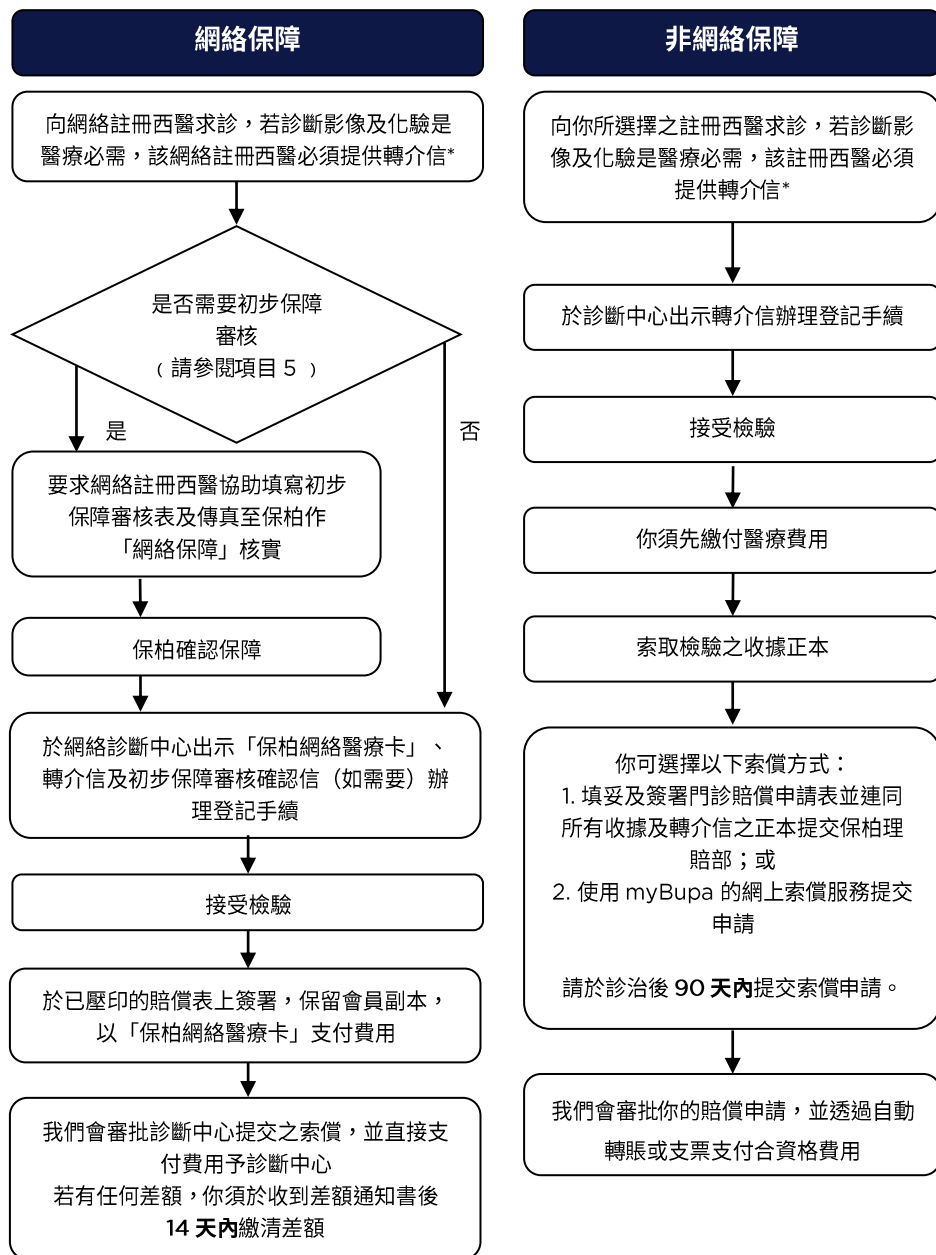 網絡保障
向網絡註冊西醫求診，若診斷影像及化驗是
醫療必需，該網絡註冊西醫必須提供轉介信*
是否需要初步保障
審核
（請參閱項目 5 ）
是
否
要求網絡註冊西醫協助填寫初步
保障審核表及傳真至保柏作
「網絡保障」核實
保柏確認保障
於網絡診斷中心出示「保柏網絡醫療卡」、
轉介信及初步保障審核確認信（如需要）辦
理登記手續
接受檢驗
於已壓印的賠償表上簽署，保留會員副本，
以「保柏網絡醫療卡」支付費用
我們會審批診斷中心提交之索償，並直接支
付費用予診斷中心
若有任何差額，你須於收到差額通知書後
14 天內繳清差額
非網絡保障
向你所選擇之註冊西醫求診，若診斷影
像及化驗是醫療必需，該註冊西醫必須
提供轉介信*
於診斷中心出示轉介信辦理登記手續
接受檢驗
你須先繳付醫療費用
索取檢驗之收據正本
你可選擇以下索償方式：
1. 填妥及簽署門診賠償申請表並連同
所有收據及轉介信之正本提交保柏理
賠部；或
2. 使用 myBupa 的網上索償服務提交
申請
請於診治後 90 天內提交索償申請。
我們會審批你的賠償申請，並透過自動
轉賬或支票支付合資格費用